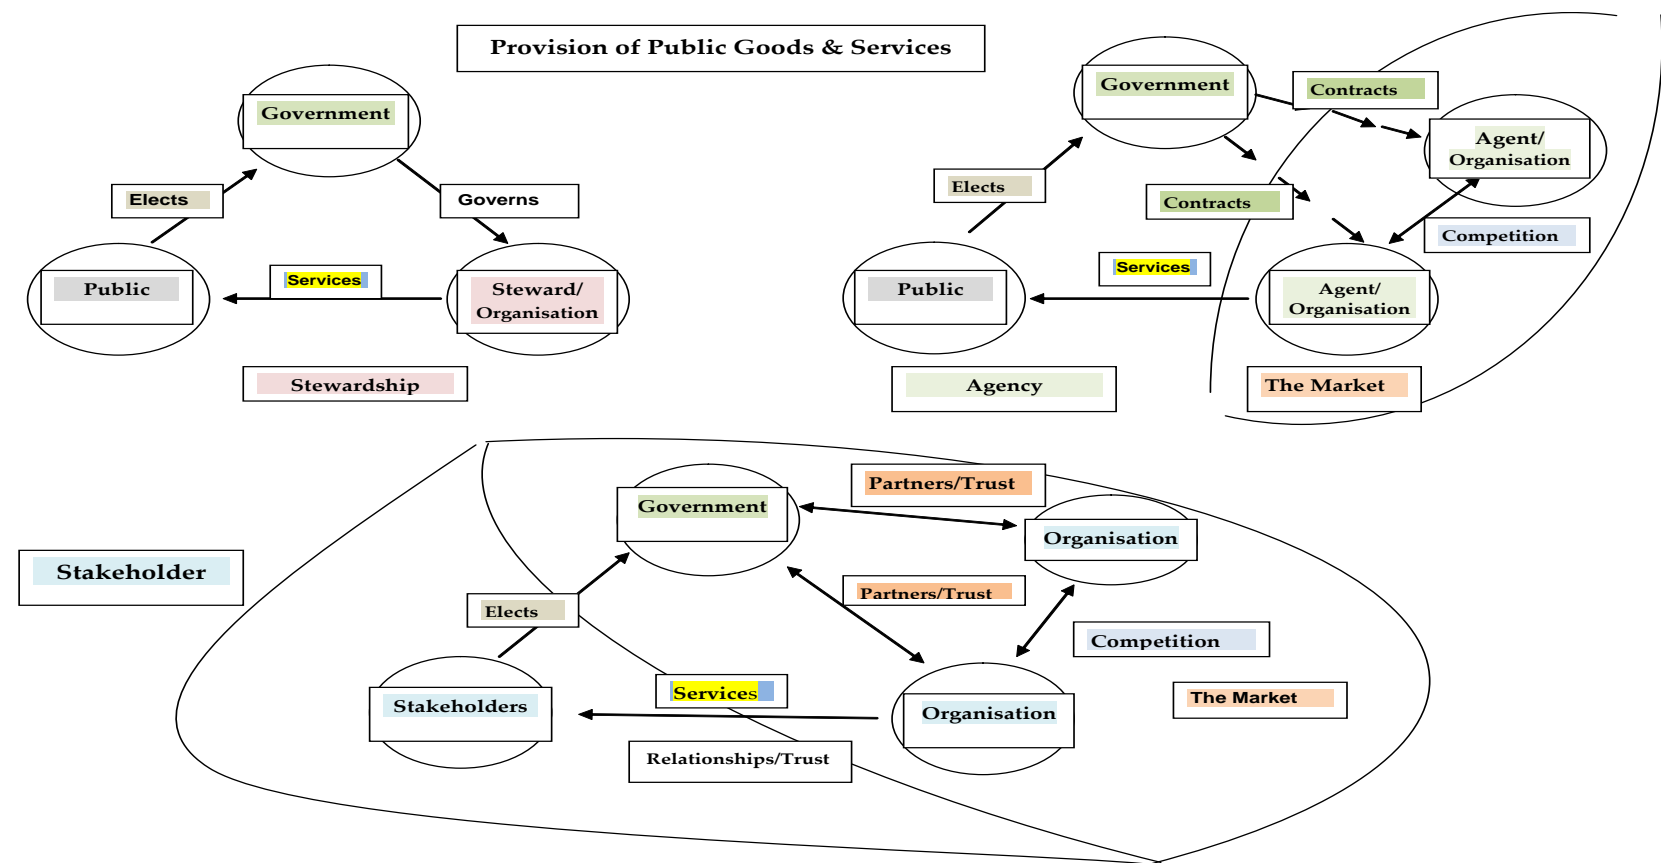 Provision of Public Goods & Services
Government
Elects
Governs
Public
Services
Steward/
Organisation
Stewardship
Government
Contracts
Agent/
Organisation
Elects
Contracts
Competition
Public
Services
Agent/
Organisation
Agency
The Market
Stakeholder
Government
Partners/Trust
Organisation
Elects
Partners/Trust
Competition
Stakeholders
Services
Organisation
The Market
Relationships/Trust